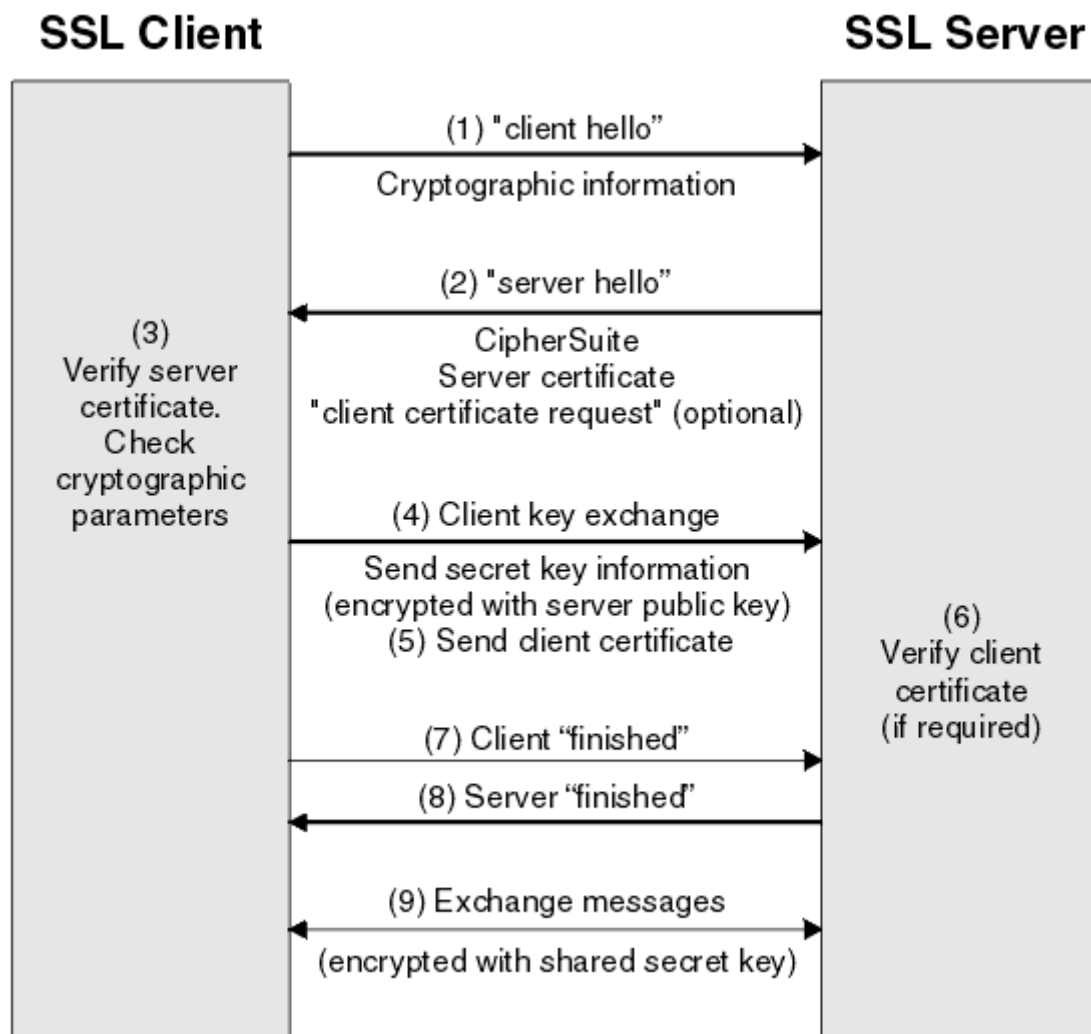 SSL Client
SSL Server
(1) "client hello”
Cryptographic information
(2) "server hello”
CipherSuite
Server certificate
"client certificate request" (optional)
(3)
Verify server
certificate.
Check
cryptographic
parameters
(4) Client key exchange
Send secret key information
(encrypted with server public key)
(5) Send client certificate
(6)
Verify client
certificate
(if required)
(7) Client “finished”
(8) Server “finished”
(9) Exchange messages
(encrypted with shared secret key)